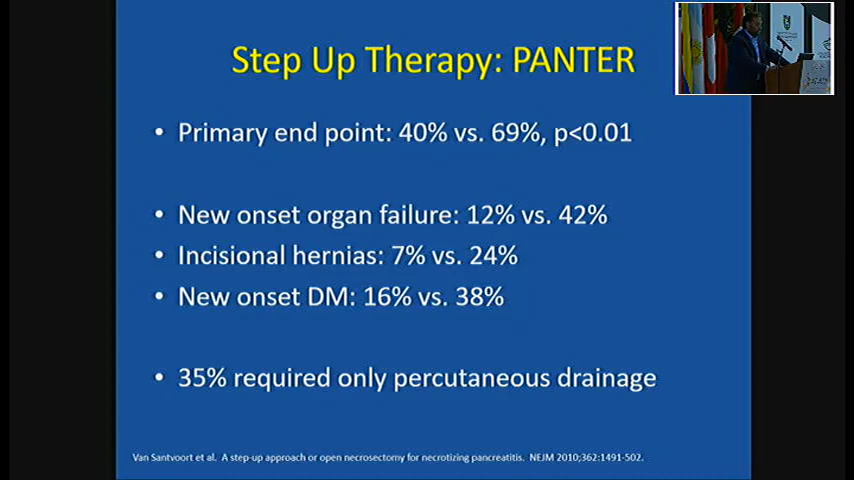 Step Up Therapy: PANTER
• Primary end point: 40% vs. 69%, p<0.01
• New onset organ failure: 12% vs. 42%
• Incisional hernias: 7% vs. 24%
• New onset DM: 16% vs. 38%
• 35% required only percutaneous drainage
Van Santvoort et al.  A step-up approach or open necrosectomy for necrotizing pancreatitis.  NEJM 2010;362:1491-502.